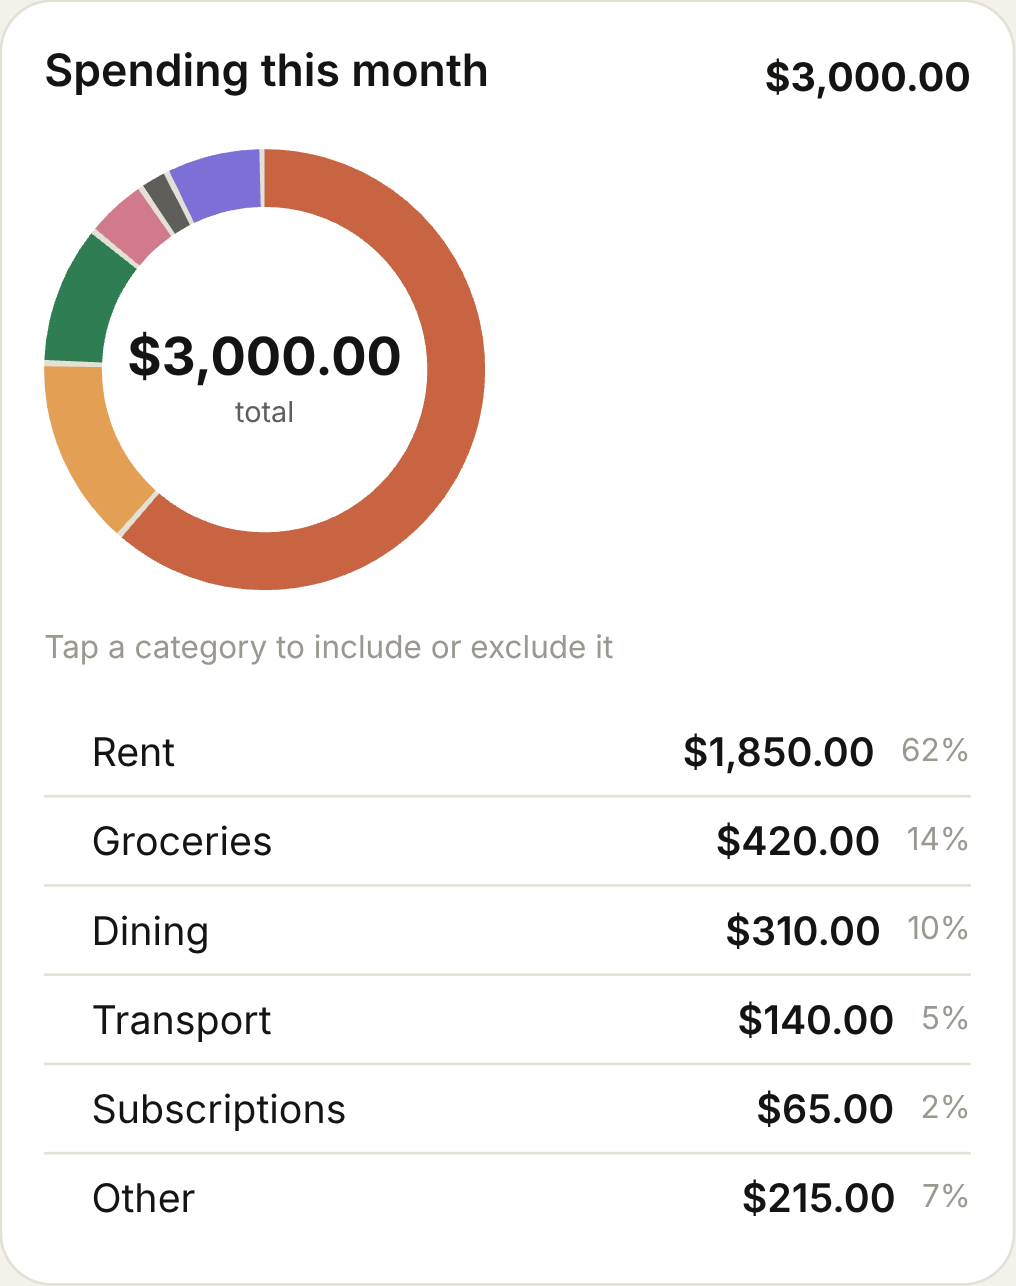 Spending this month $3,000.00
$3,000.00
total
Tap a category to include or exclude it
Rent $1,850.00 62%
Groceries $420.00 14%
Dining $310.00 10%
Transport $140.00 5%
Subscriptions $65.00 2%
Other $215.00 7%